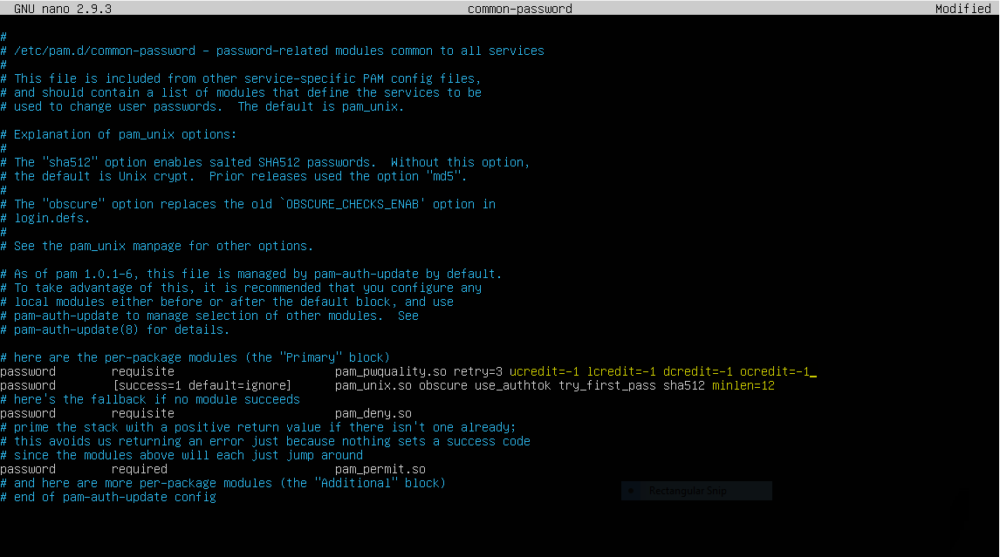 GNU nano 2.9.3 common-password Modified
#
# /etc/pam.d/common-password - password-related modules common to all services
#
# This file is included from other service-specific PAM config files,
# and should contain a list of modules that define the services to be
# used to change user passwords.  The default is pam_unix.
# Explanation of pam_unix options:
#
# The "sha512" option enables salted SHA512 passwords.  Without this option,
# the default is Unix crypt.  Prior releases used the option "md5".
#
# The "obscure" option replaces the old `OBSCURE_CHECKS_ENAB' option in
# login.defs.
#
# See the pam_unix manpage for other options.
# As of pam 1.0.1-6, this file is managed by pam-auth-update by default.
# To take advantage of this, it is recommended that you configure any
# local modules either before or after the default block, and use
# pam-auth-update to manage selection of other modules.  See
# pam-auth-update(8) for details.
# here are the per-package modules (the "Primary" block)
password        requisite                       pam_pwquality.so retry=3 ucredit=-1 lcredit=-1 dcredit=-1 ocredit=-1_
password        [success=1 default=ignore]      pam_unix.so obscure use_authtok try_first_pass sha512 minlen=12
# here's the fallback if no module succeeds
password        requisite                       pam_deny.so
# prime the stack with a positive return value if there isn't one already;
# this avoids us returning an error just because nothing sets a success code
# since the modules above will each just jump around
password        required                        pam_permit.so
# and here are more per-package modules (the "Additional" block)
# end of pam-auth-update config
Rectangular Snip